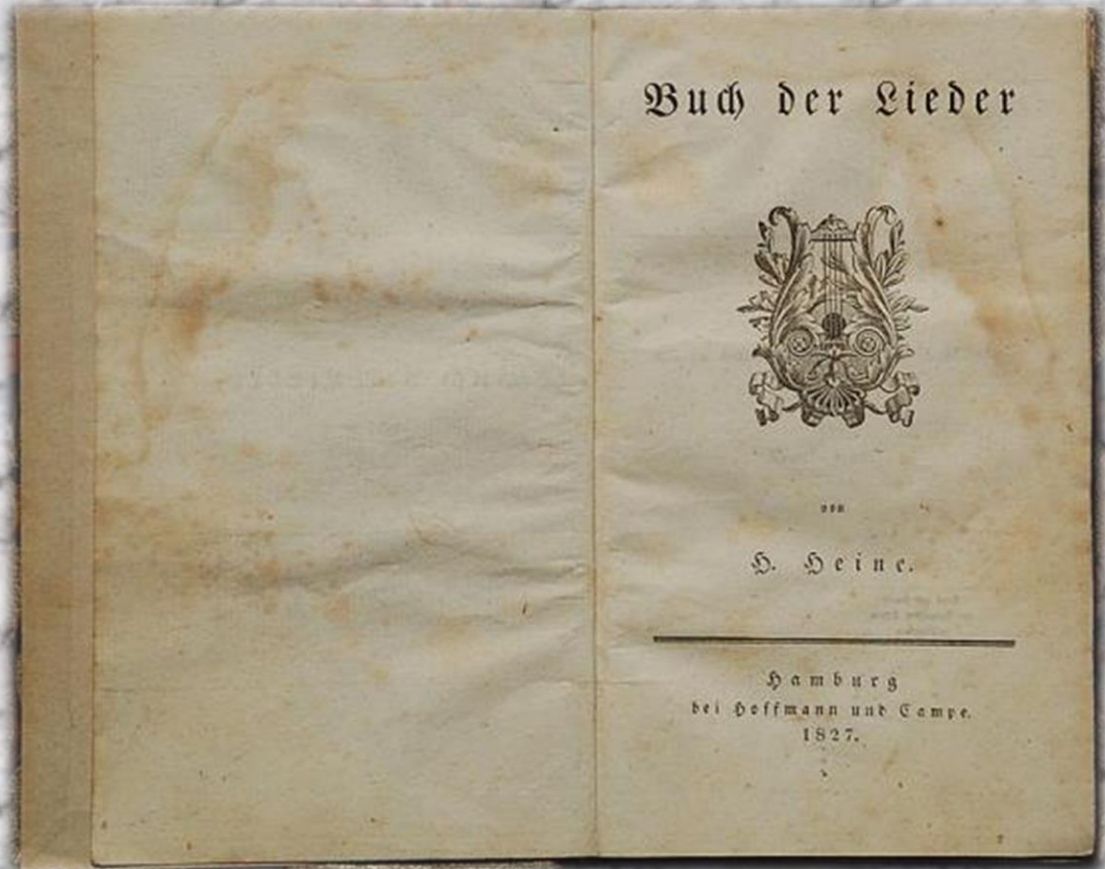 Buch der Lieder
von
H. Heine.
Hamburg
bei Hoffmann und Campe.
1827.